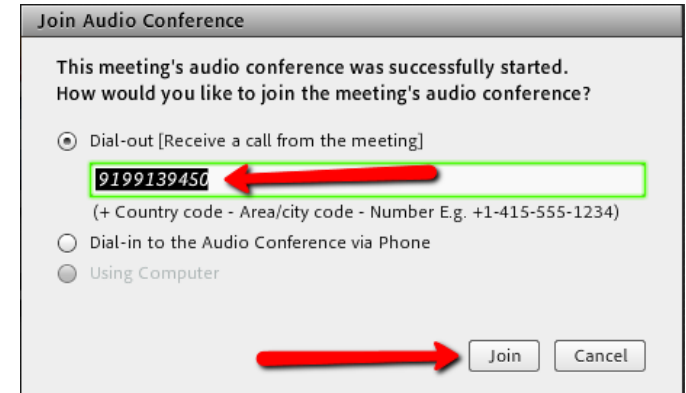 Join Audio Conference
This meeting's audio conference was successfully started.
How would you like to join the meeting's audio conference?
Dial-out [Receive a call from the meeting]
9199139450
(+ Country code - Area/city code - Number E.g. +1-415-555-1234)
Dial-in to the Audio Conference via Phone
Using Computer
Join Cancel